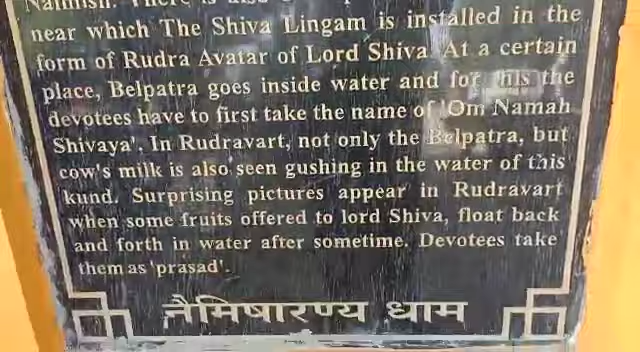 Naimish. There is also
near which The Shiva Lingam is installed in the
form of Rudra Avatar of Lord Shiva. At a certain
place, Belpatra goes inside water and for this the
devotees have to first take the name of 'Om Namah
Shivaya'. In Rudravart, not only the Belpatra, but
cow's milk is also seen gushing in the water of this
kund. Surprising pictures appear in Rudravart
when some fruits offered to lord Shiva, float back
and forth in water after sometime. Devotees take
them as 'prasad'.
नैमिषारण्य धाम